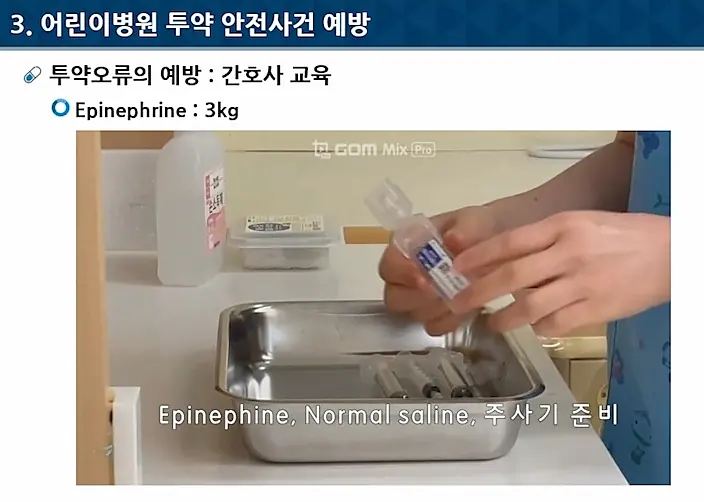 3. 어린이병원 투약 안전사건 예방
투약오류의 예방 : 간호사 교육
Epinephrine : 3kg
GOM Mix Pro
Epinephine, Normal saline, 주사기 준비